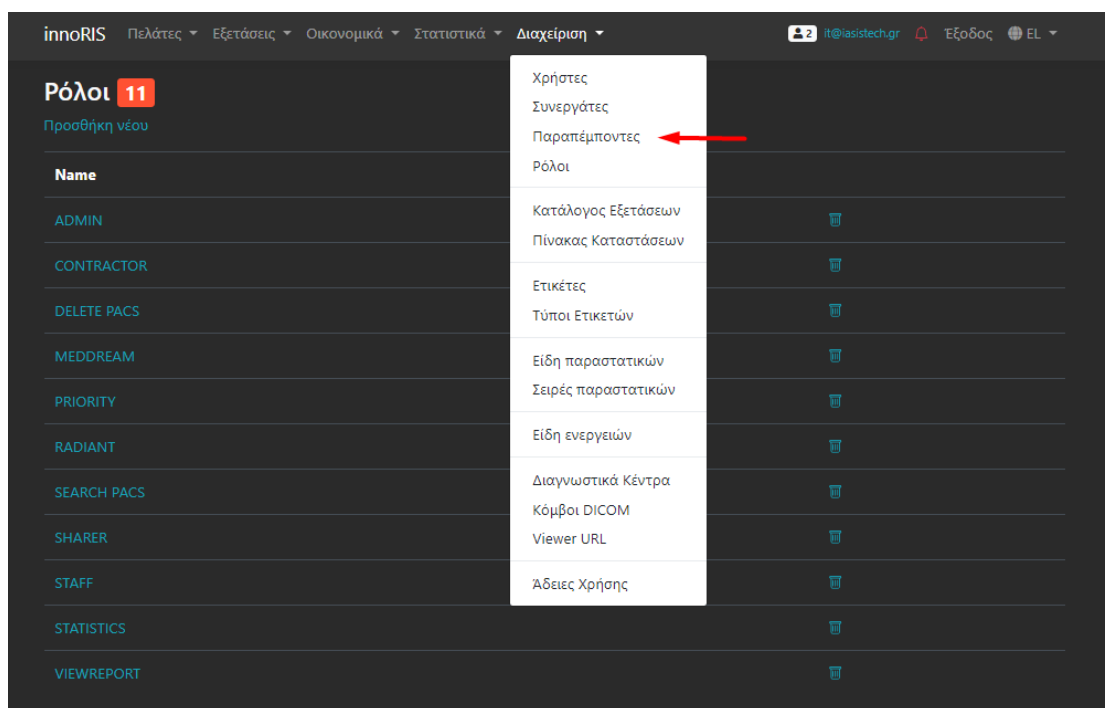 innoRIS Πελάτες Εξετάσεις Οικονομικά Στατιστικά Διαχείριση 2 it@iasistech.gr Έξοδος EL
Ρόλοι 11
Προσθήκη νέου
Name
ADMIN
CONTRACTOR
DELETE PACS
MEDDREAM
PRIORITY
RADIANT
SEARCH PACS
SHARER
STAFF
STATISTICS
VIEWREPORT
Χρήστες
Συνεργάτες
Παραπέμποντες
Ρόλοι
Κατάλογος Εξετάσεων
Πίνακας Καταστάσεων
Ετικέτες
Τύποι Ετικετών
Είδη παραστατικών
Σειρές παραστατικών
Είδη ενεργειών
Διαγνωστικά Κέντρα
Κόμβοι DICOM
Viewer URL
Άδειες Χρήσης